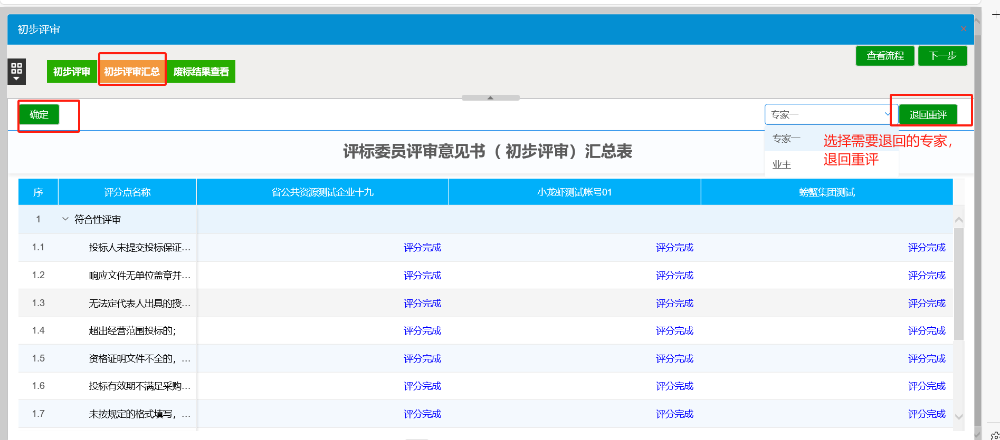 初步评审
查看流程 下一步
初步评审 初步评审汇总 废标结果查看
确定 专家一 退回重评
专家一
业主
选择需要退回的专家，
退回重评
评标委员评审意见书（初步评审）汇总表
序 评分点名称 省公共资源测试企业十九 小龙虾测试帐号01 螃蟹集团测试
1 符合性评审
1.1 投标人未提交投标保证... 评分完成 评分完成 评分完成
1.2 响应文件无单位盖章并... 评分完成 评分完成 评分完成
1.3 无法定代表人出具的授... 评分完成 评分完成 评分完成
1.4 超出经营范围投标的； 评分完成 评分完成 评分完成
1.5 资格证明文件不全的，... 评分完成 评分完成 评分完成
1.6 投标有效期不满足采购... 评分完成 评分完成 评分完成
1.7 未按规定的格式填写，... 评分完成 评分完成 评分完成